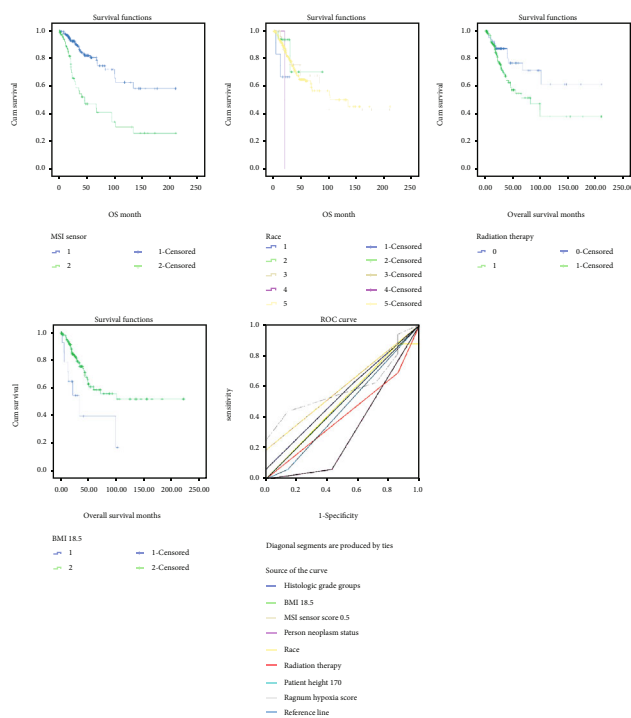 Survival functions
Cum survival
1.0
0.8
0.6
0.4
0.2
0.0
0
50
100
150
200
250
OS month
MSI sensor
1
2
1-Censored
2-Censored
Survival functions
Cum survival
1.0
0.8
0.6
0.4
0.2
0.0
0
50
100
150
200
250
OS month
Race
1
2
3
4
5
1-Censored
2-Censored
3-Censored
4-Censored
5-Censored
Survival functions
Cum survival
1.0
0.8
0.6
0.4
0.2
0.0
0.00
50.00
100.00
150.00
200.00
250.00
Overall survival months
Radiation therapy
0
1
0-Censored
1-Censored
Survival functions
Cum survival
1.0
0.8
0.6
0.4
0.2
0.0
0.00
50.00
100.00
150.00
200.00
250.00
Overall survival months
BMI 18.5
1
2
1-Censored
2-Censored
ROC curve
sensitivity
1.0
0.8
0.6
0.4
0.2
0.0
0.0
0.2
0.4
0.6
0.8
1.0
1-Specificity
Diagonal segments are produced by ties
Source of the curve
Histologic grade groups
BMI 18.5
MSI sensor score 0.5
Person neoplasm status
Race
Radiation therapy
Patient height 170
Ragnum hypoxia score
Reference line